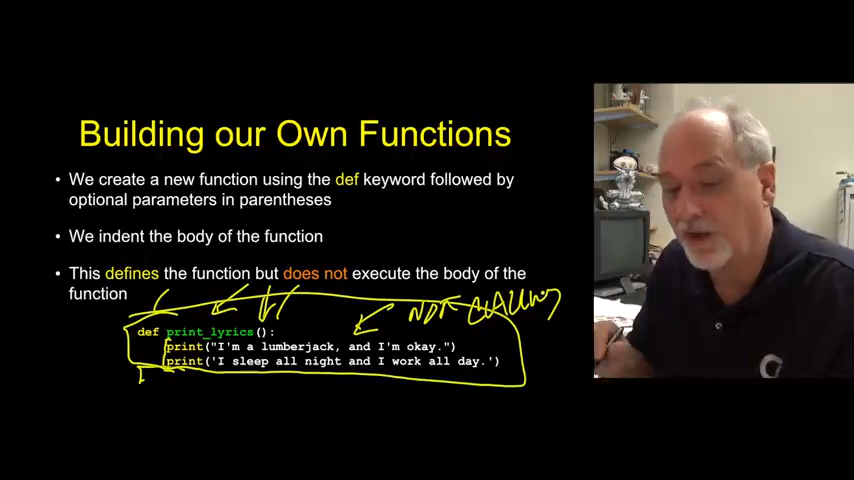 Building our Own Functions
• We create a new function using the def keyword followed by
optional parameters in parentheses
• We indent the body of the function
• This defines the function but does not execute the body of the
function
NOT CALLING
def print_lyrics():
print("I'm a lumberjack, and I'm okay.")
print('I sleep all night and I work all day.')